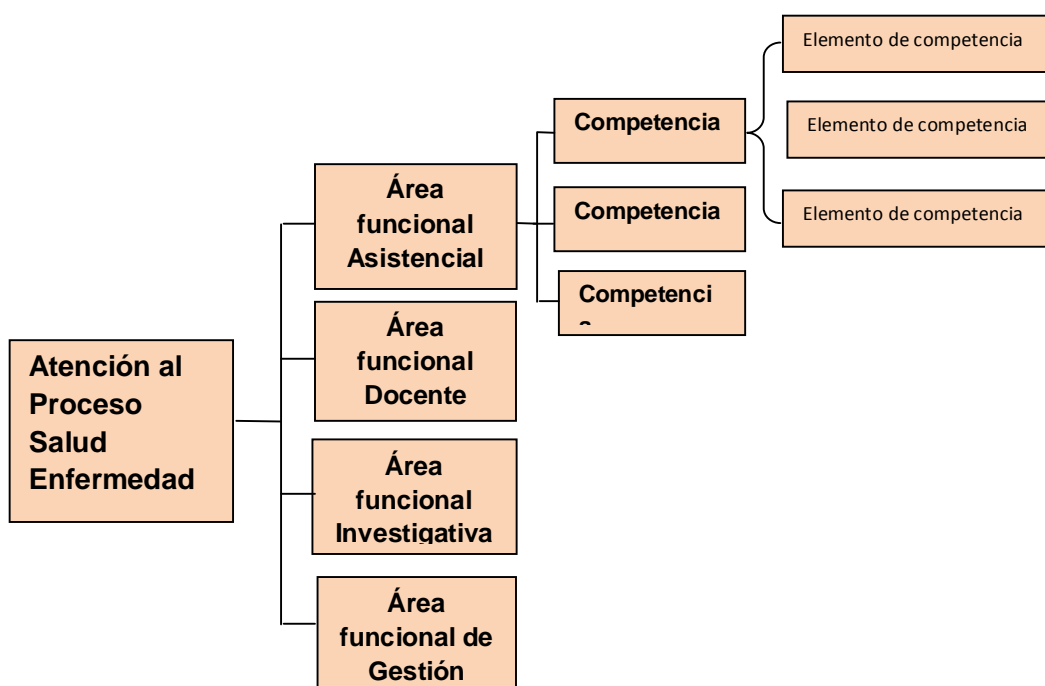 Atención al
Proceso
Salud
Enfermedad
Área
funcional
Asistencial
Área
funcional
Docente
Área
funcional
Investigativa
Área
funcional de
Gestión
Competencia
Competencia
Competenci
Elemento de competencia
Elemento de competencia
Elemento de competencia